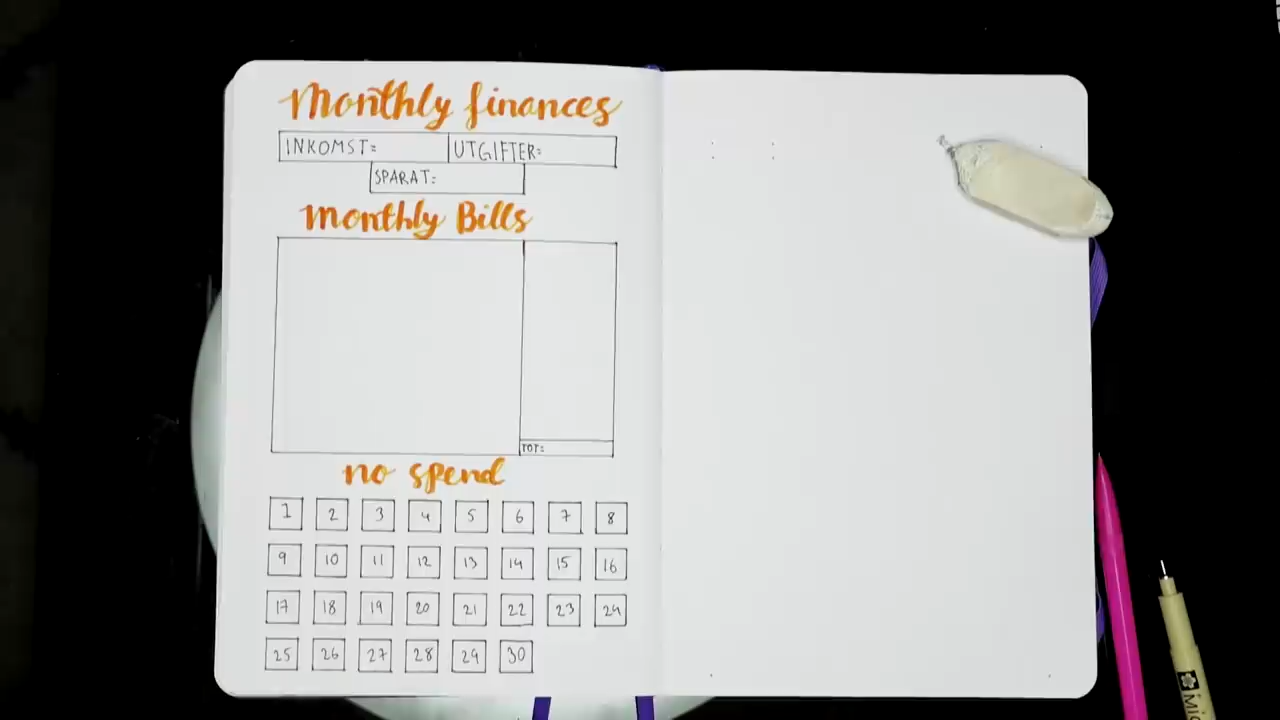 Monthly finances
INKOMST: UTGIFTER:
SPARAT:
Monthly Bills
TOT:
no spend
1 2 3 4 5 6 7 8
9 10 11 12 13 14 15 16
17 18 19 20 21 22 23 24
25 26 27 28 29 30